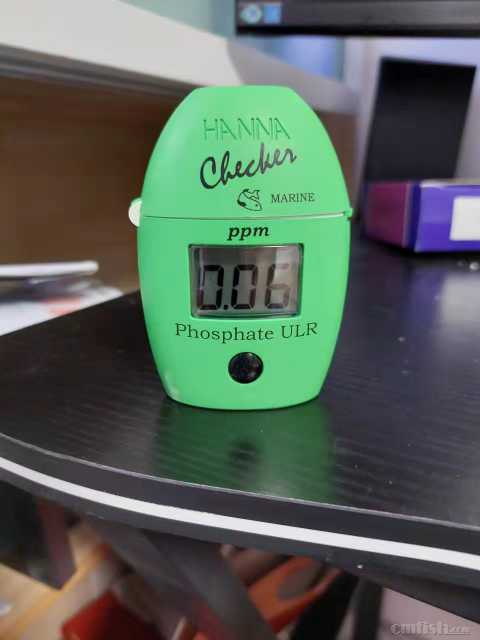 HANNA
Checker
MARINE
ppm
0.06
Phosphate ULR